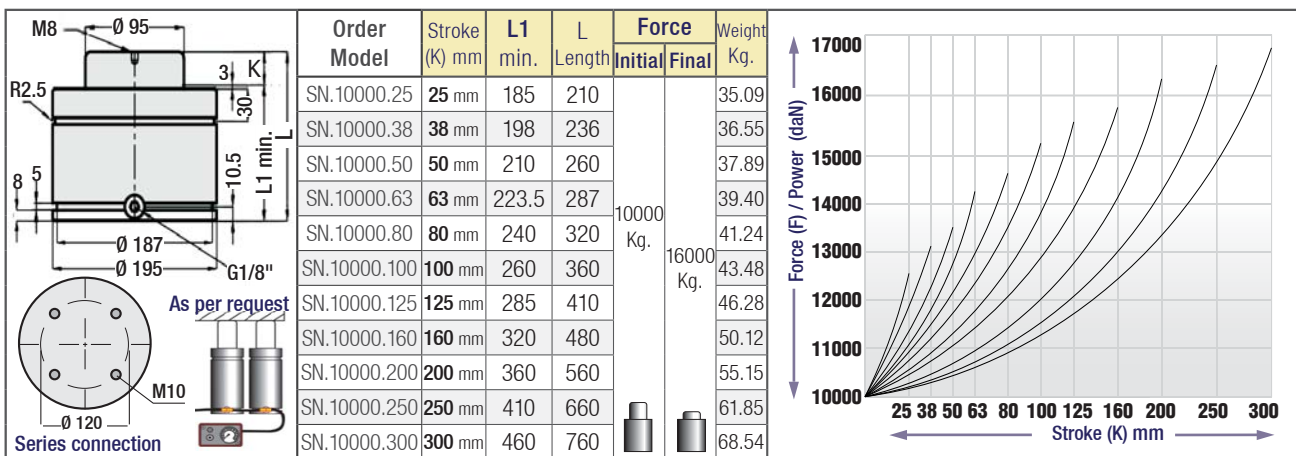 M8
Ø 95
3
K
R2.5
30
L1 min.
L
10.5
8
5
Ø 187
Ø 195
G1/8"
As per request
M10
Ø 120
Series connection
Order Model Stroke (K) mm L1 min. L Length Force Initial Final Weight Kg.
SN.10000.25 25 mm 185 210 35.09
SN.10000.38 38 mm 198 236 36.55
SN.10000.50 50 mm 210 260 37.89
SN.10000.63 63 mm 223.5 287 39.40
SN.10000.80 80 mm 240 320 41.24
SN.10000.100 100 mm 260 360 43.48
SN.10000.125 125 mm 285 410 46.28
SN.10000.160 160 mm 320 480 50.12
SN.10000.200 200 mm 360 560 55.15
SN.10000.250 250 mm 410 660 61.85
SN.10000.300 300 mm 460 760 68.54
10000 Kg.
16000 Kg.
Force (F) / Power (daN)
17000
16000
15000
14000
13000
12000
11000
10000
25 38 50 63 80 100 125 160 200 250 300
Stroke (K) mm